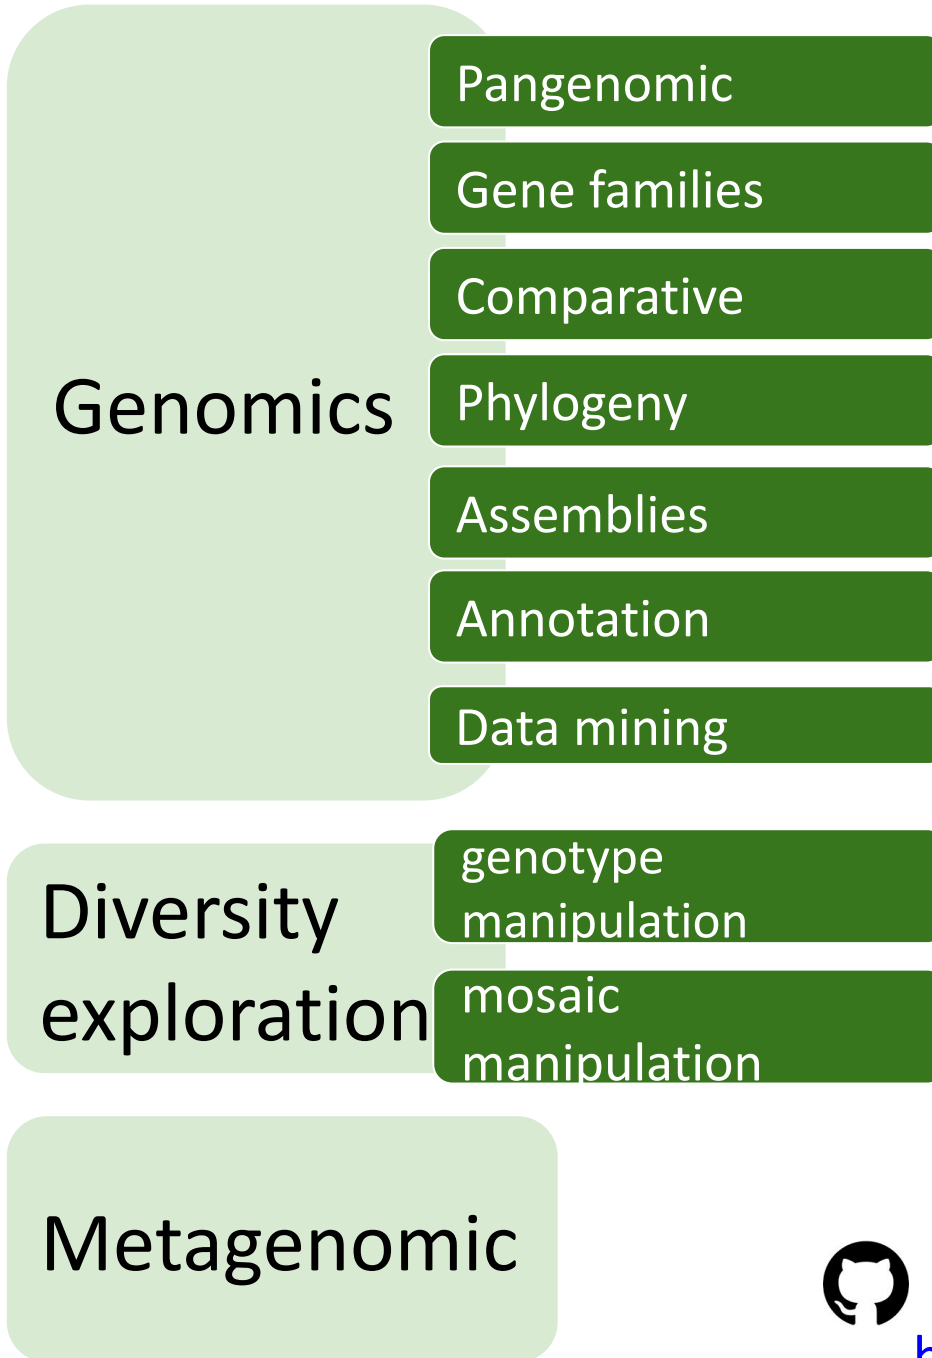 Genomics
Pangenomic
Gene families
Comparative
Phylogeny
Assemblies
Annotation
Data mining
Diversity
exploration
genotype
manipulation
mosaic
manipulation
Metagenomic